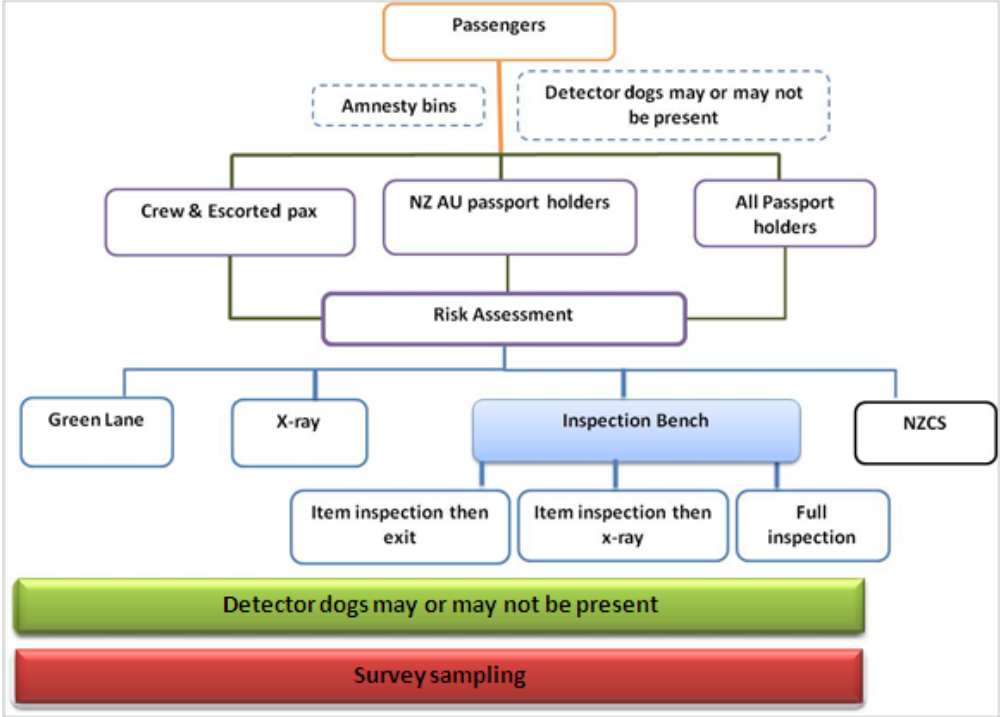 Passengers
Amnesty bins
Detector dogs may or may not
be present
Crew & Escorted pax
NZ AU passport holders
All Passport
holders
Risk Assessment
Green Lane
X-ray
Inspection Bench
NZCS
Item inspection then
exit
Item inspection then
x-ray
Full
inspection
Detector dogs may or may not be present
Survey sampling